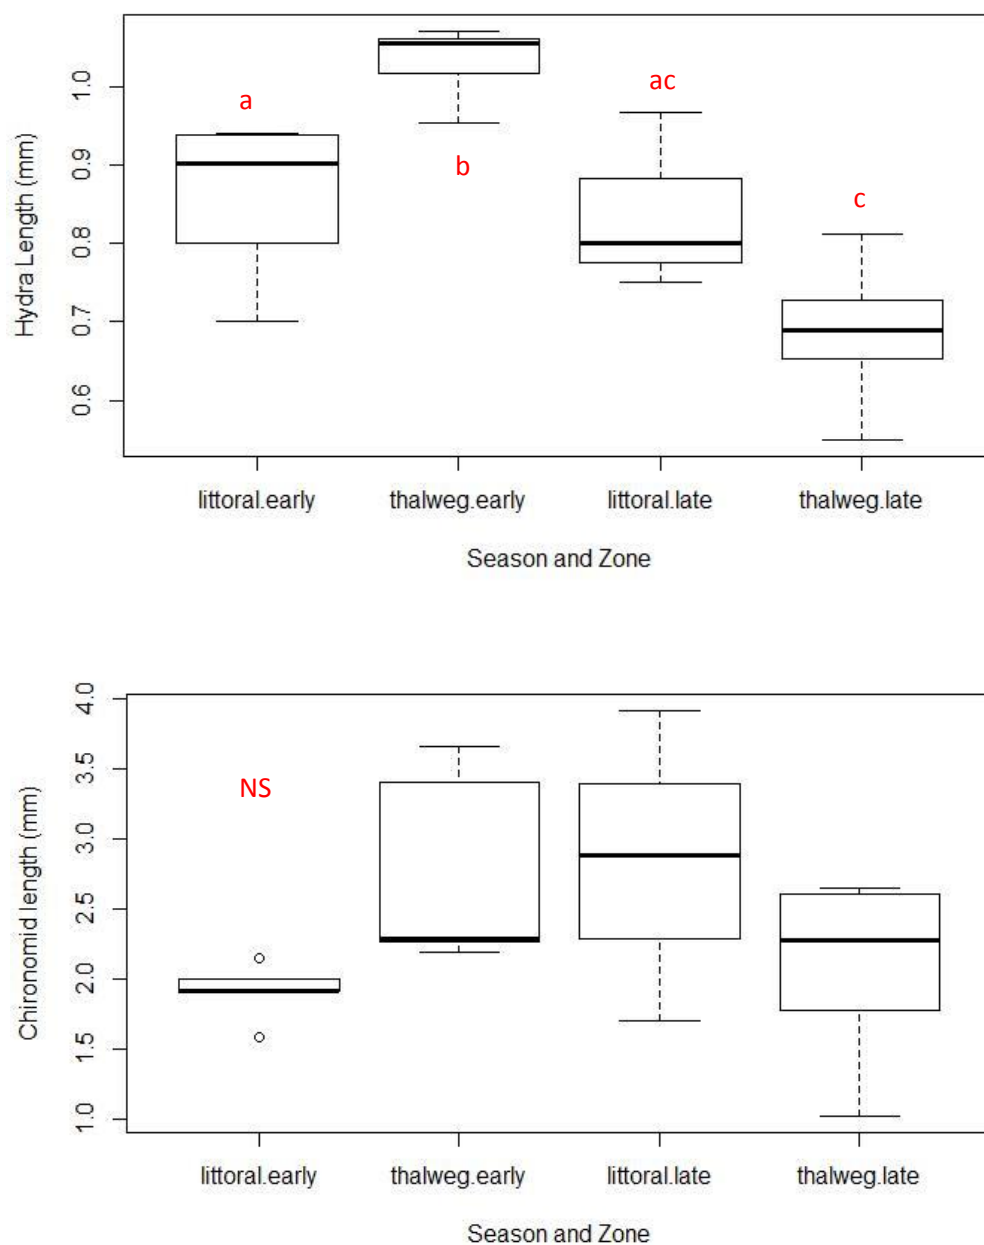 Hydra Length (mm)
1.0
0.9
0.8
0.7
0.6
a
b
ac
c
littoral.early
thalweg.early
littoral.late
thalweg.late
Season and Zone
Chironomid length (mm)
4.0
3.5
3.0
2.5
2.0
1.5
1.0
NS
littoral.early
thalweg.early
littoral.late
thalweg.late
Season and Zone